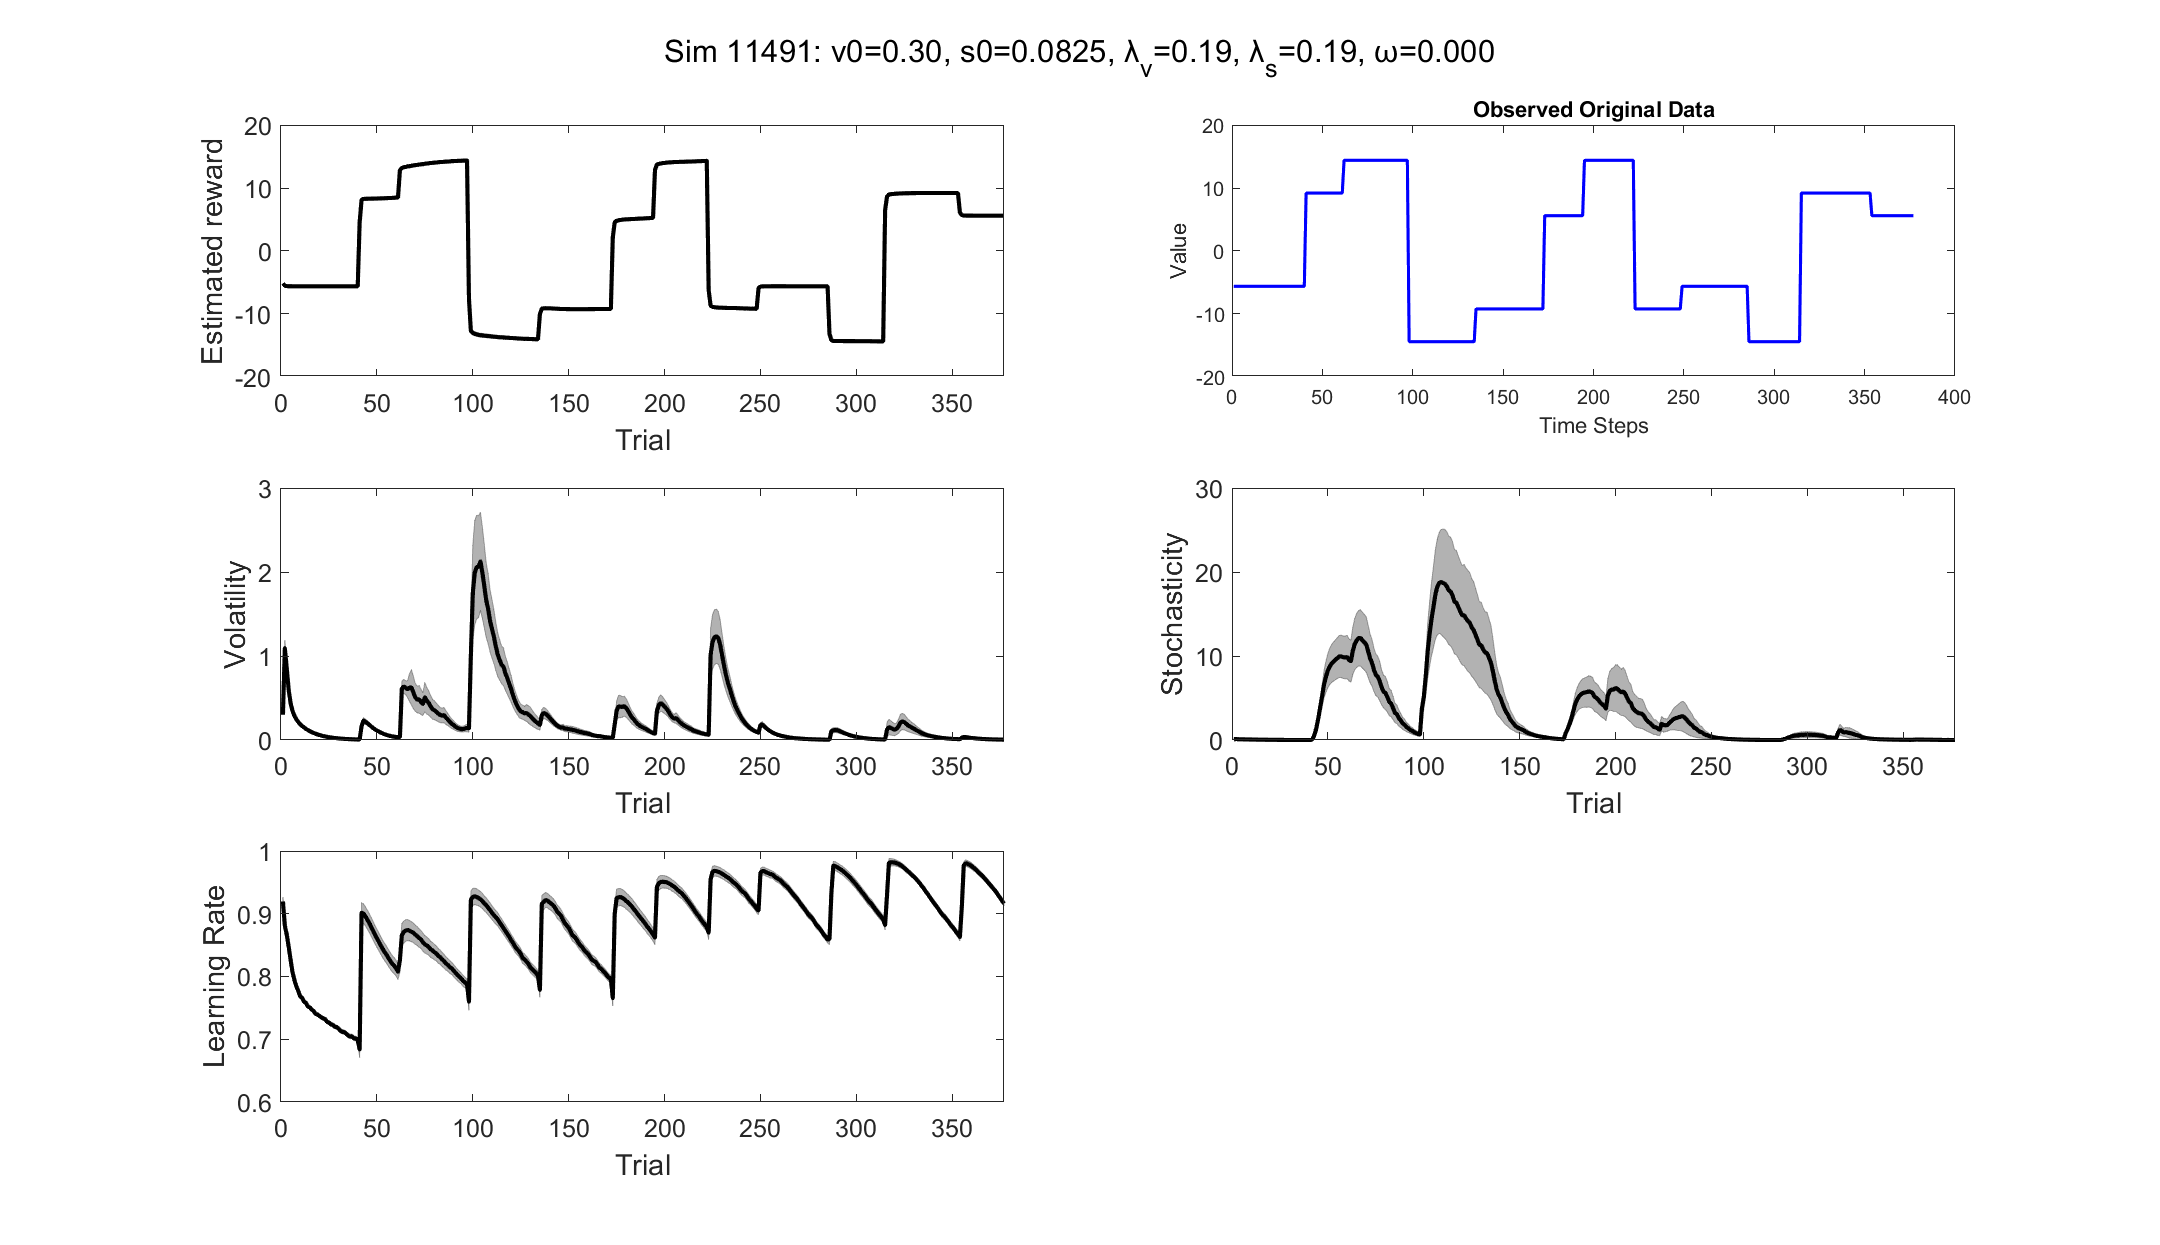 Sim 11491: v0=0.30, s0=0.0825, λ_v=0.19, λ_s=0.19, ω=0.000
Estimated reward
20
10
0
-10
-20
0 50 100 150 200 250 300 350
Trial
Observed Original Data
Value
20
10
0
-10
-20
0 50 100 150 200 250 300 350 400
Time Steps
Volatility
3
2
1
0
0 50 100 150 200 250 300 350
Trial
Stochasticity
30
20
10
0
0 50 100 150 200 250 300 350
Trial
Learning Rate
1
0.9
0.8
0.7
0.6
0 50 100 150 200 250 300 350
Trial